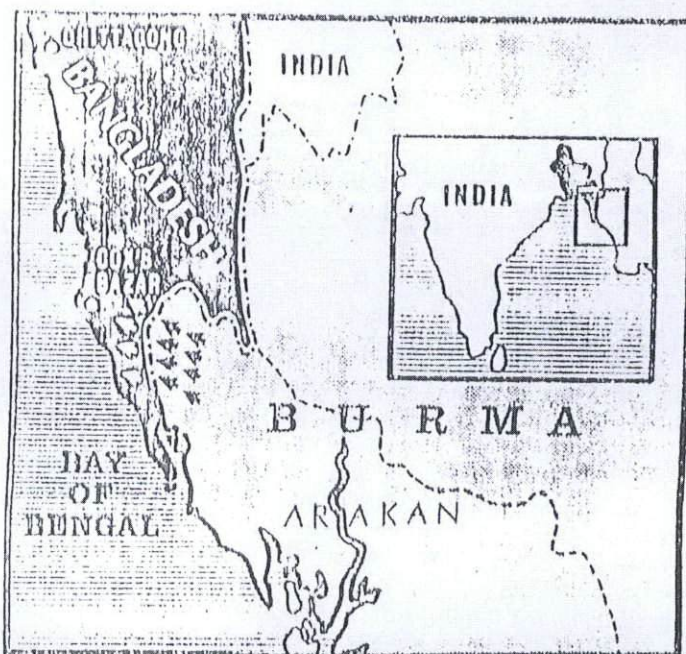 CHITTAGONG
BANGLADESH
INDIA
INDIA
COX'S
BAZAR
BURMA
BAY
OF
BENGAL
ARAKAN